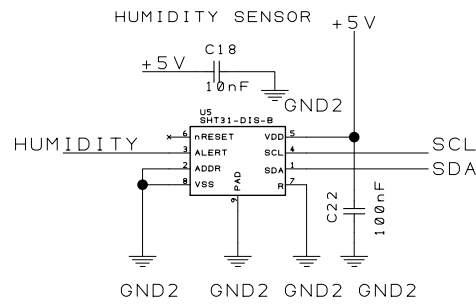 HUMIDITY SENSOR
+5V
C18
+5V
10nF
GND2
U5
SHT31-DIS-B
6 nRESET VDD 5
HUMIDITY 3 ALERT SCL 4 SCL
2 ADDR SDA 1 SDA
8 VSS R 7
PAD
9
C22
100nF
GND2 GND2 GND2 GND2